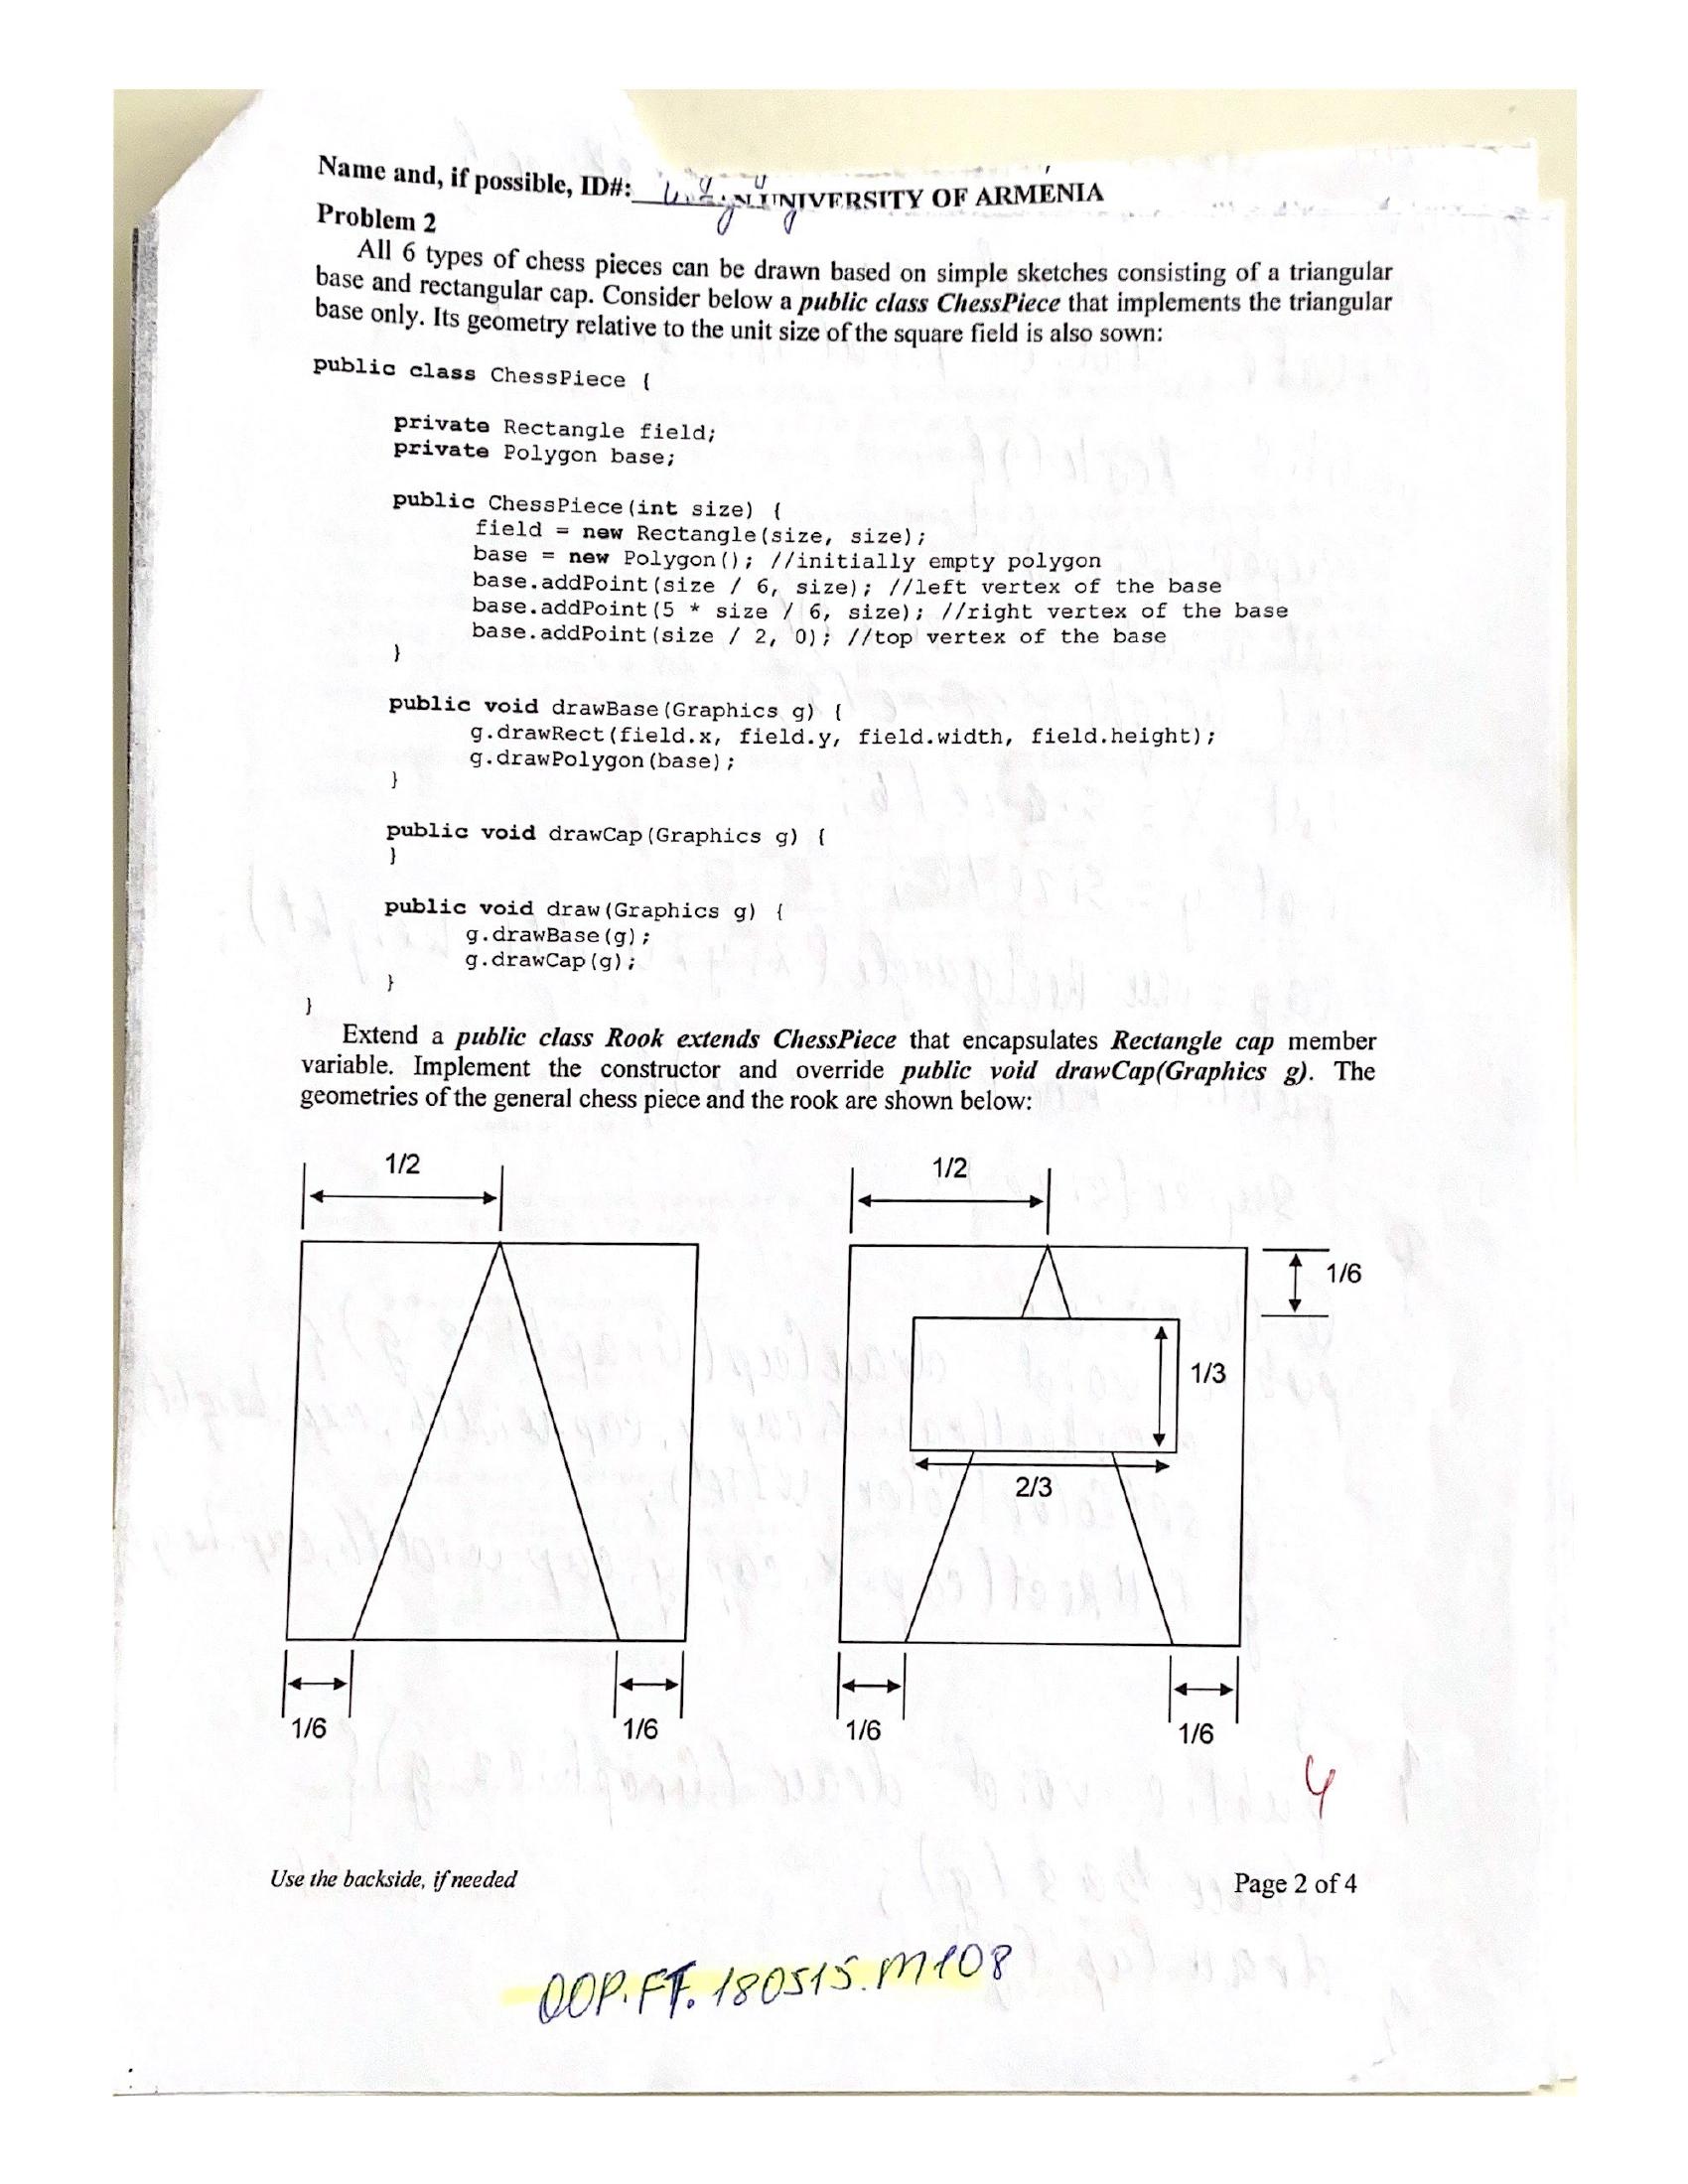 Name and, if possible, ID#: UNIVERSITY OF ARMENIA
Problem 2
All 6 types of chess pieces can be drawn based on simple sketches consisting of a triangular
base and rectangular cap. Consider below a public class ChessPiece that implements the triangular
base only. Its geometry relative to the unit size of the square field is also sown:
public class ChessPiece {
private Rectangle field;
private Polygon base;
public ChessPiece(int size) {
field = new Rectangle(size, size);
base = new Polygon(); //initially empty polygon
base.addPoint(size / 6, size); //left vertex of the base
base.addPoint(5 * size / 6, size); //right vertex of the base
base.addPoint(size / 2, 0); //top vertex of the base
}
public void drawBase(Graphics g) {
g.drawRect(field.x, field.y, field.width, field.height);
g.drawPolygon(base);
}
public void drawCap(Graphics g) {
}
public void draw(Graphics g) {
g.drawBase(g);
g.drawCap(g);
}
}
Extend a public class Rook extends ChessPiece that encapsulates Rectangle cap member
variable. Implement the constructor and override public void drawCap(Graphics g). The
geometries of the general chess piece and the rook are shown below:
1/2 1/2
1/6
1/3
2/3
1/6 1/6 1/6 1/6
4
Use the backside, if needed Page 2 of 4
OOP.FT.180515.M108